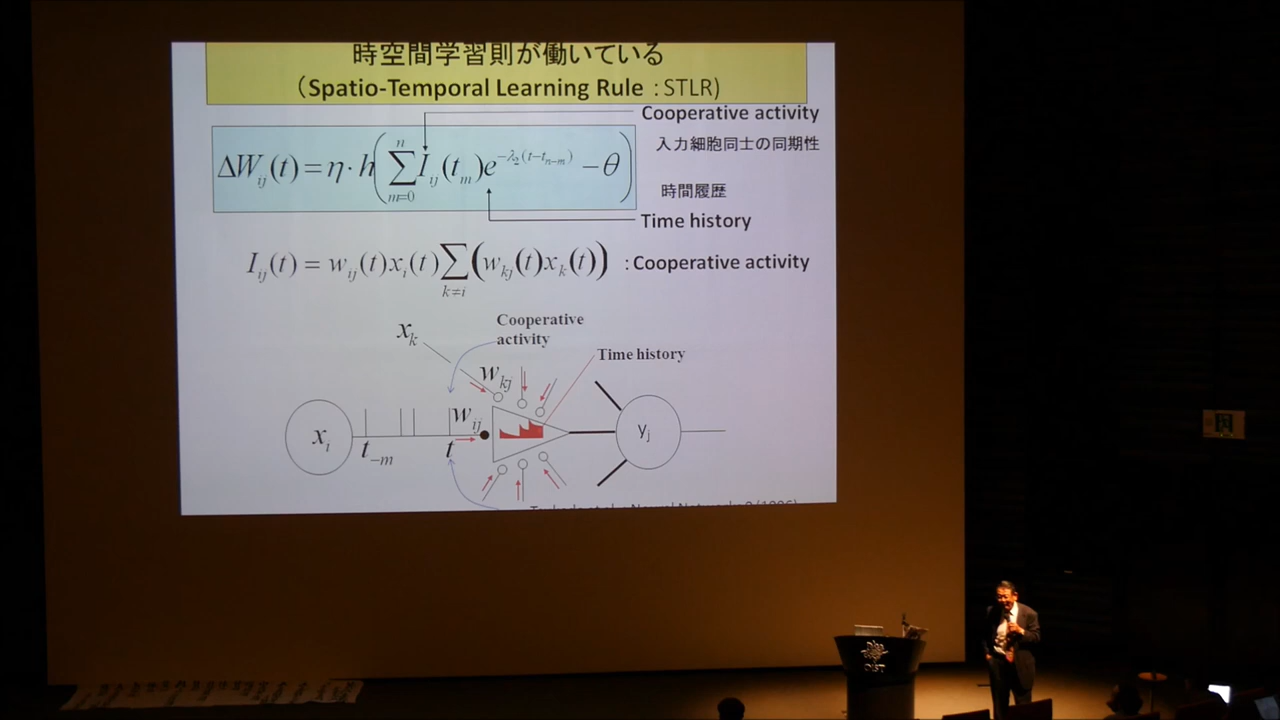 時空間学習則が働いている
(Spatio-Temporal Learning Rule : STLR)
Cooperative activity
入力細胞同士の同期性
ΔW_ij(t) = η · h(∑_{m=0}^{n} I_ij(t_m)e^{-λ_2(t-t_{n-m})} - θ)
時間履歴
Time history
I_ij(t) = w_ij(t)x_i(t)∑_{k≠i}(w_kj(t)x_k(t)) : Cooperative activity
x_k
Cooperative
activity
Time history
w_kj
w_ij
x_i
t_{-m}
t
y_j
OIST